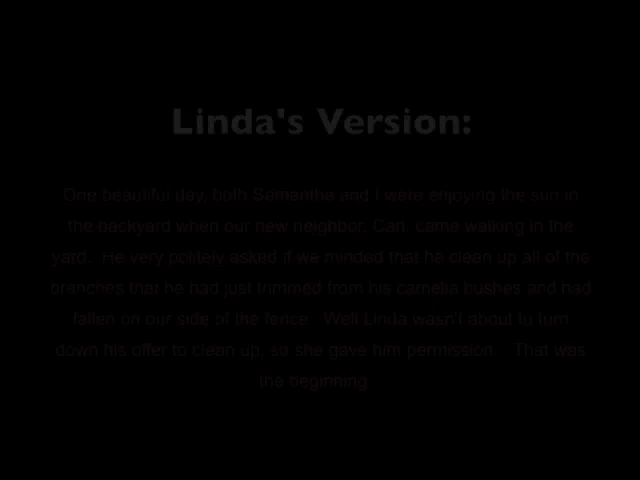 Linda's Version:
One beautiful day, both Samantha and I were enjoying the sun in
the backyard when our new neighbor, Carl, came walking in the
yard. He very politely asked if we minded that he clean up all of the
branches that he had just trimmed from his camelia bushes and had
fallen on our side of the fence. Well Linda wasn't about to turn
down his offer to clean up, so she gave him permission. That was
the beginning